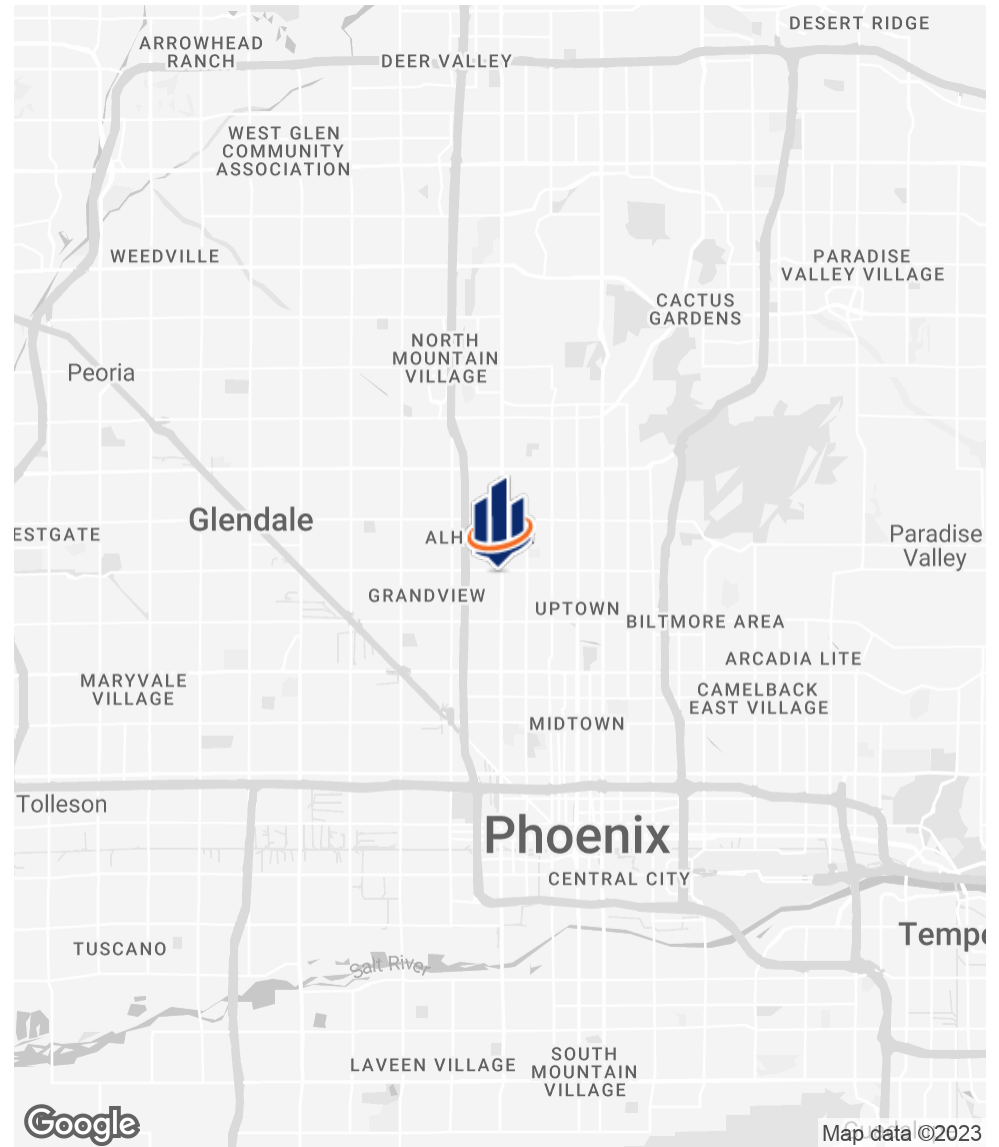 DESERT RIDGE
ARROWHEAD
RANCH
DEER VALLEY
WEST GLEN
COMMUNITY
ASSOCIATION
WEEDVILLE
PARADISE
VALLEY VILLAGE
CACTUS
GARDENS
NORTH
MOUNTAIN
VILLAGE
Peoria
Glendale
ESTGATE
ALH
Paradise
Valley
GRANDVIEW
UPTOWN
BILTMORE AREA
ARCADIA LITE
MARYVALE
VILLAGE
CAMELBACK
EAST VILLAGE
MIDTOWN
Tolleson
Phoenix
CENTRAL CITY
Tempe
TUSCANO
Salt River
LAVEEN VILLAGE
SOUTH
MOUNTAIN
VILLAGE
Google
Map data ©2023